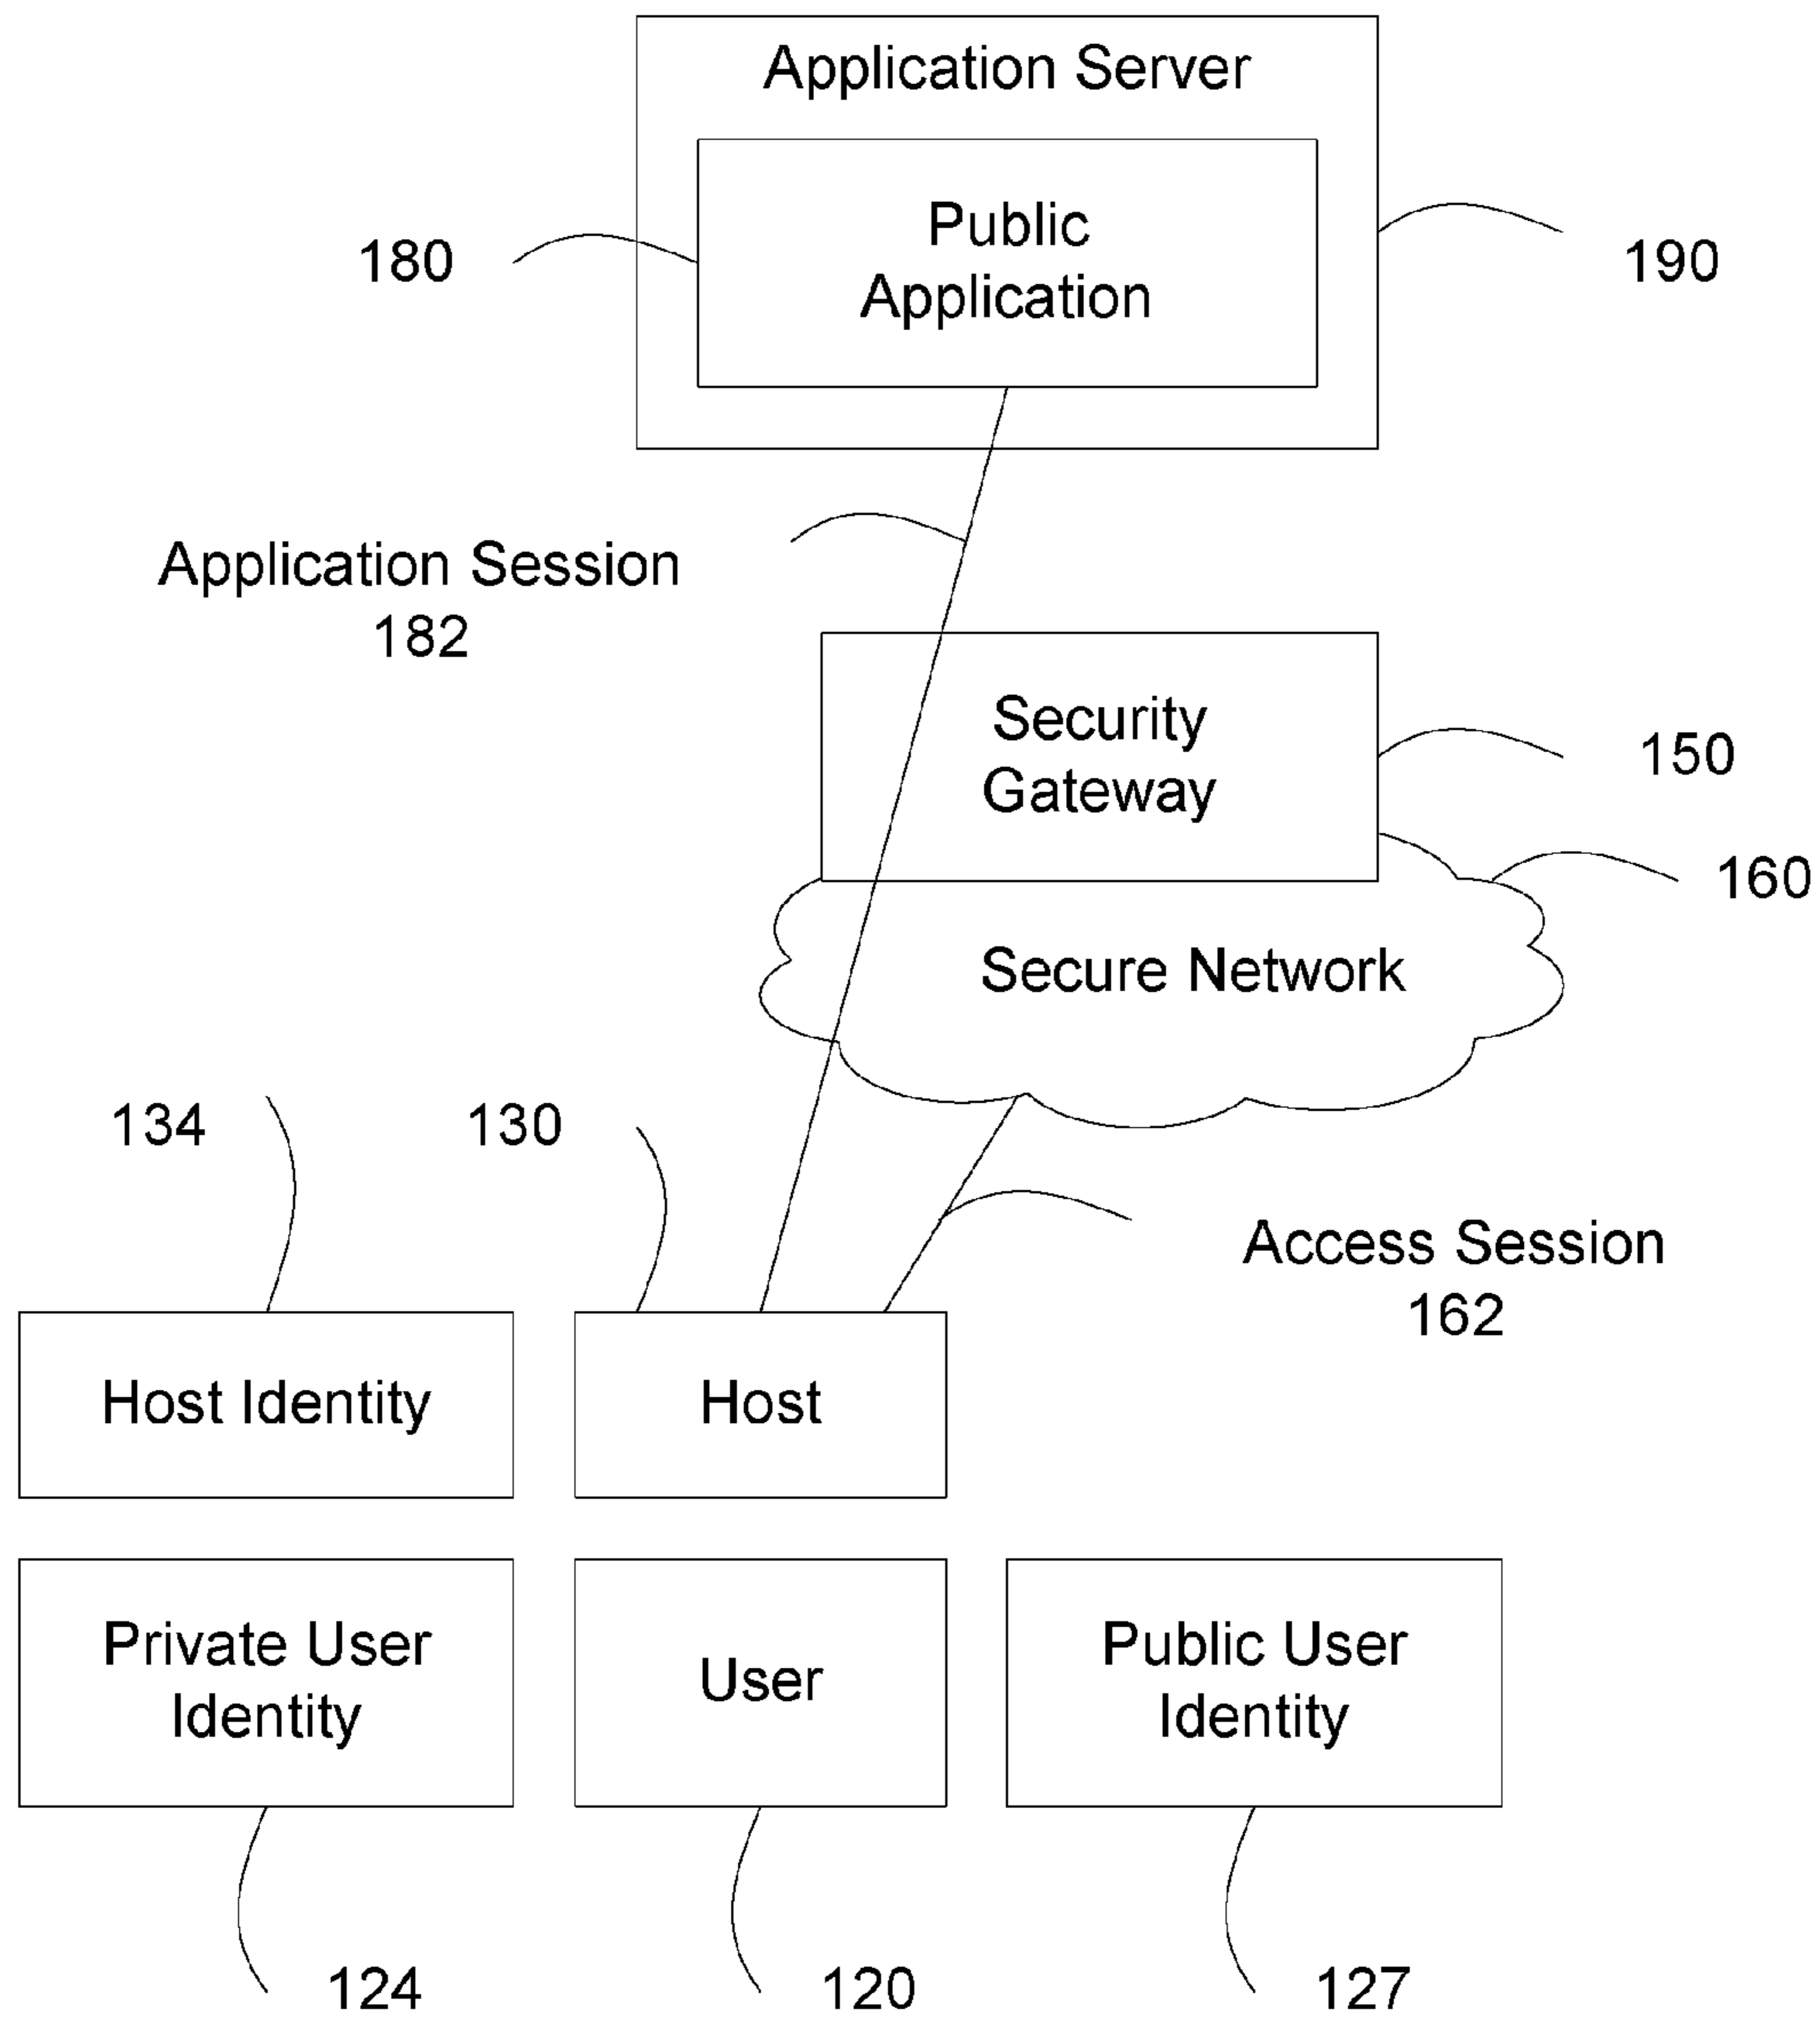 Application Server
Public
Application
180
190
Application Session
182
Security
Gateway
150
160
Secure Network
134
130
Access Session
162
Host Identity
Host
Private User
Identity
User
Public User
Identity
124
120
127